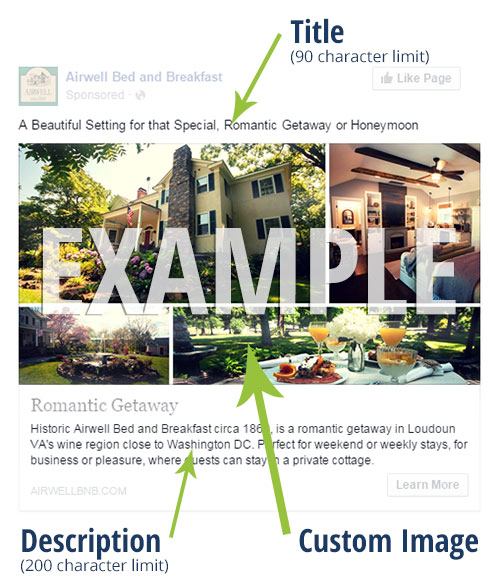 Title
(90 character limit)
AIRWELL
Airwell Bed and Breakfast
Sponsored ·
Like Page
A Beautiful Setting for that Special, Romantic Getaway or Honeymoon
EXAMPLE
Romantic Getaway
Historic Airwell Bed and Breakfast circa 186, is a romantic getaway in Loudoun
VA's wine region close to Washington DC. Perfect for weekend or weekly stays, for
business or pleasure, where guests can stay in a private cottage.
AIRWELLBNB.COM
Learn More
Description
(200 character limit)
Custom Image